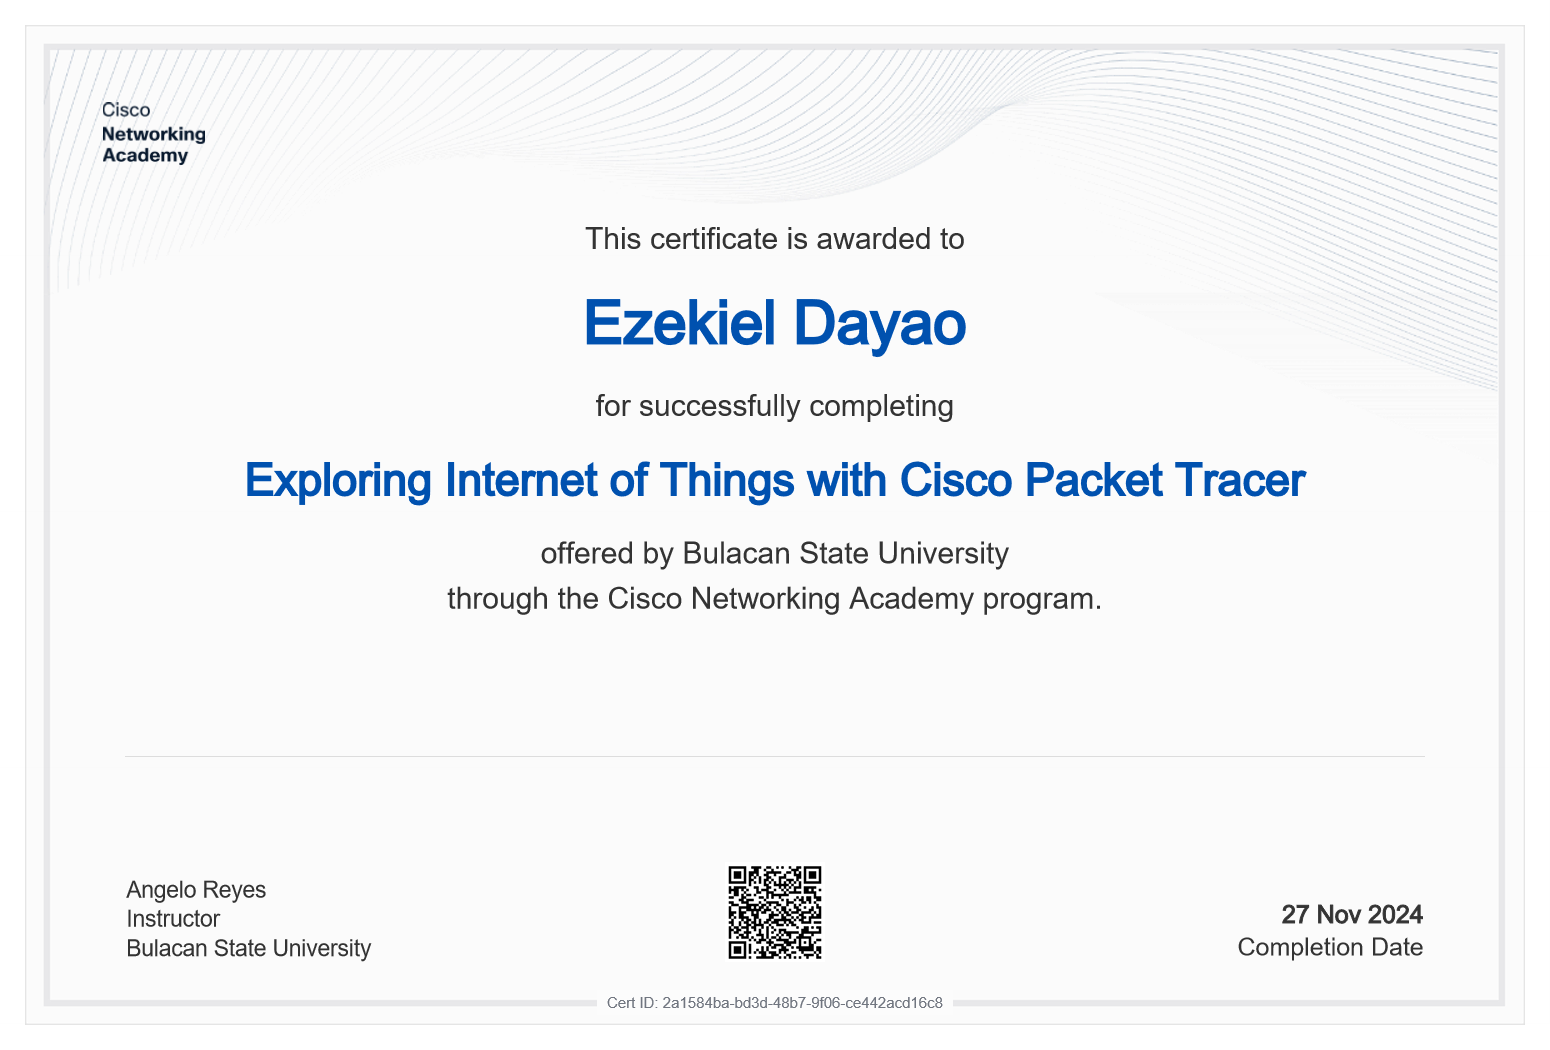 Cisco
Networking
Academy
This certificate is awarded to
Ezekiel Dayao
for successfully completing
Exploring Internet of Things with Cisco Packet Tracer
offered by Bulacan State University
through the Cisco Networking Academy program.
Angelo Reyes
Instructor
Bulacan State University
27 Nov 2024
Completion Date
Cert ID: 2a1584ba-bd3d-48b7-9f06-ce442acd16c8